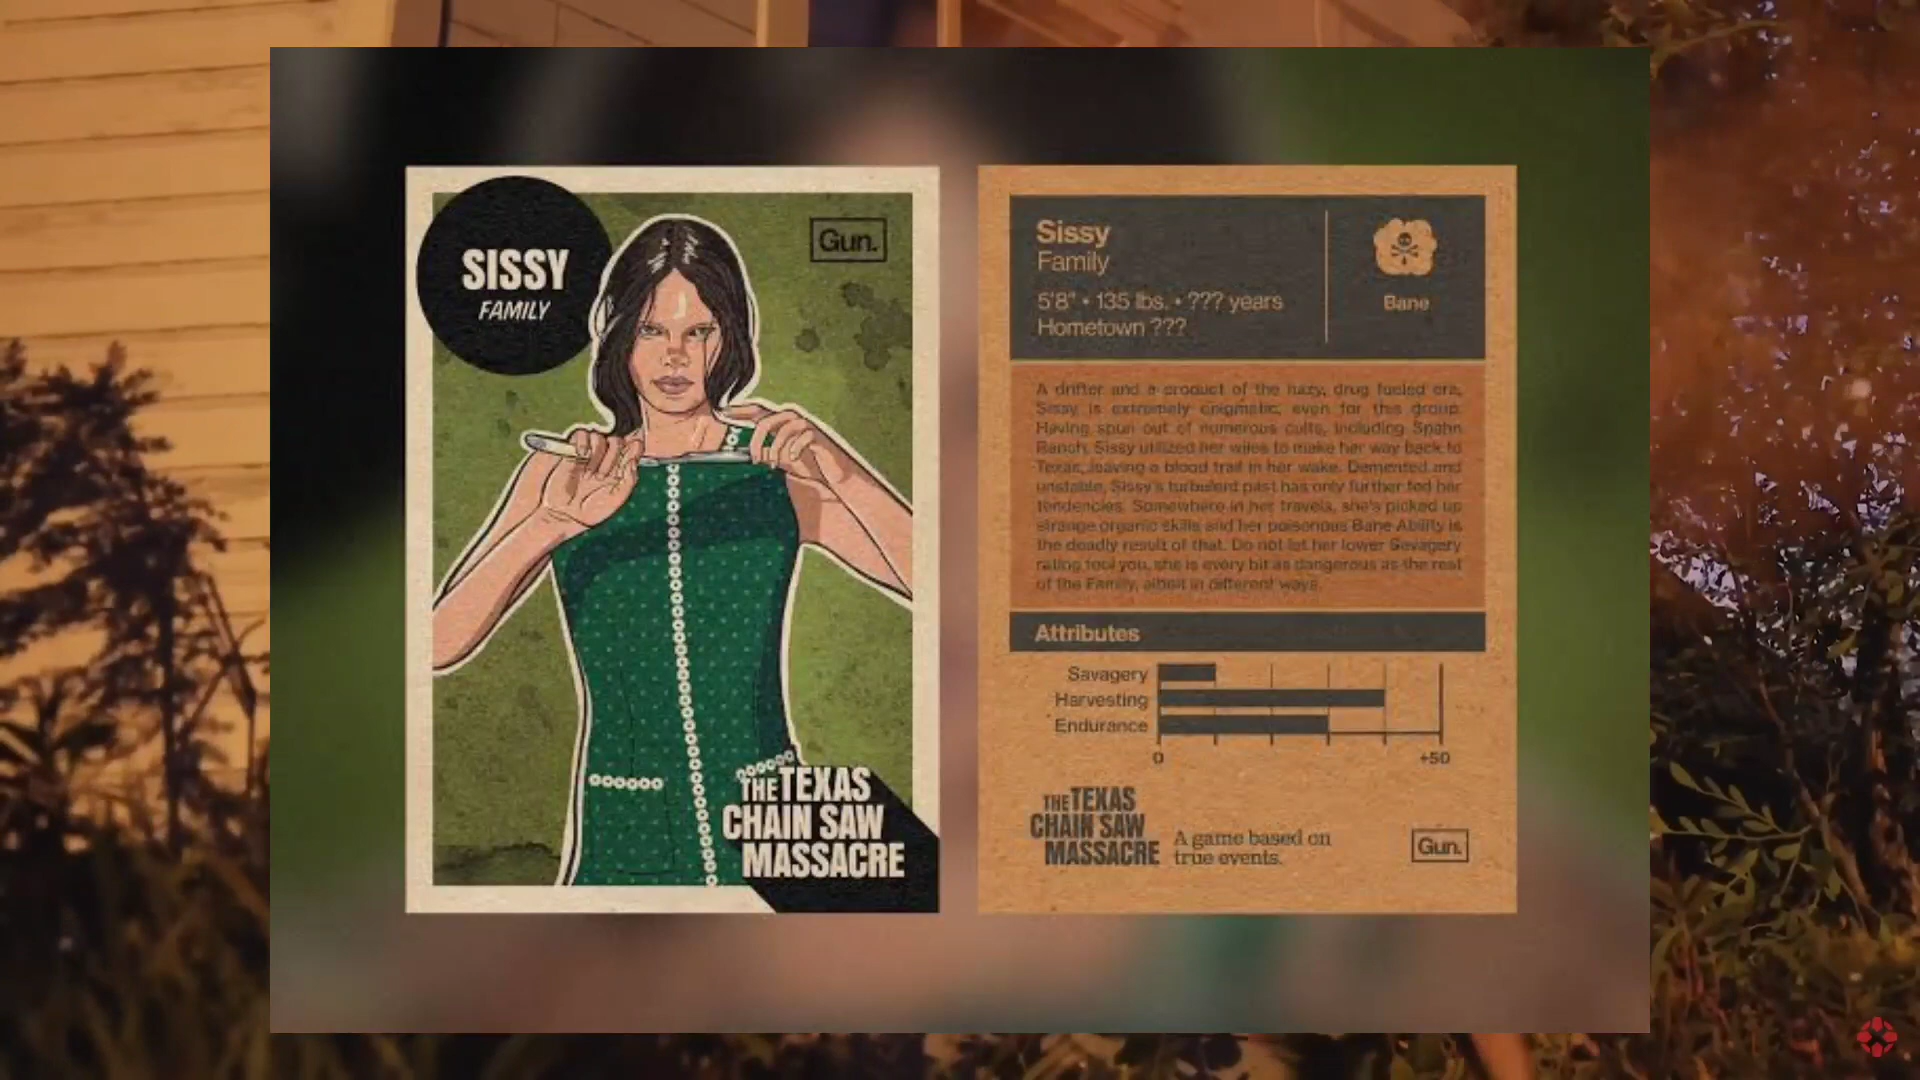 SISSY
FAMILY
Gun.
THE TEXAS
CHAIN SAW
MASSACRE
Sissy
Family
5'8" • 135 lbs. • ??? years
Hometown ???
Bane
A drifter and a product of the hazy, drug fueled era,
Sissy is extremely enigmatic, even for this group.
Having spun out of numerous cults, including Spahn
Ranch, Sissy utilized her wiles to make her way back to
Texas, leaving a blood trail in her wake. Demented and
unstable, Sissy's turbulent past has only further fed her
tendencies. Somewhere in her travels, she's picked up
strange organic skills and her poisonous Bane Ability is
the deadly result of that. Do not let her lower Savagery
rating fool you, she is every bit as dangerous as the rest
of the Family, albeit in different ways.
Attributes
Savagery
Harvesting
Endurance
0 +50
THE TEXAS
CHAIN SAW
MASSACRE
A game based on
true events.
Gun.